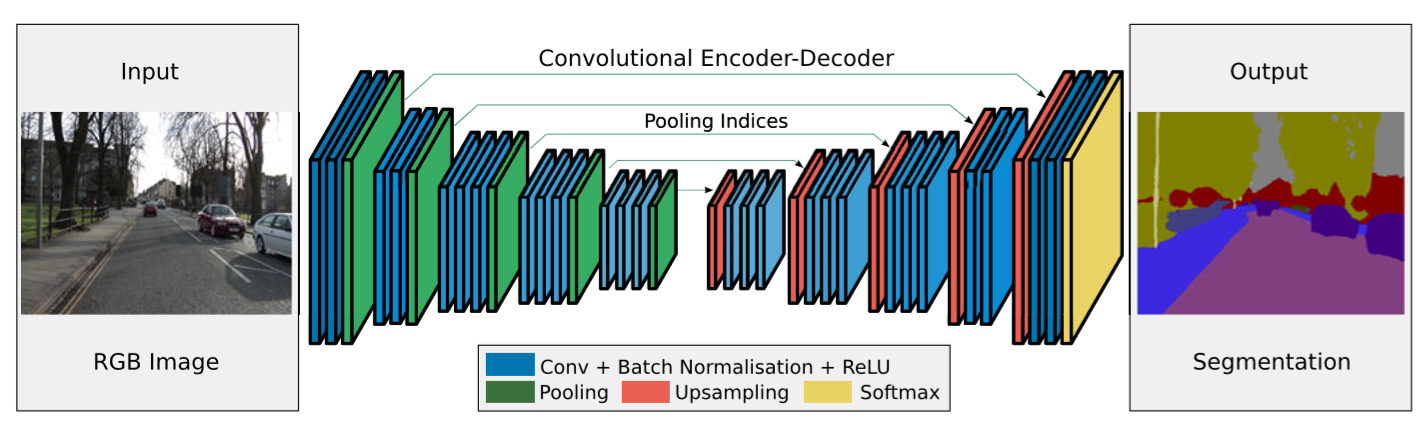 Input
RGB Image
Convolutional Encoder-Decoder
Pooling Indices
Conv + Batch Normalisation + ReLU
Pooling Upsampling Softmax
Output
Segmentation